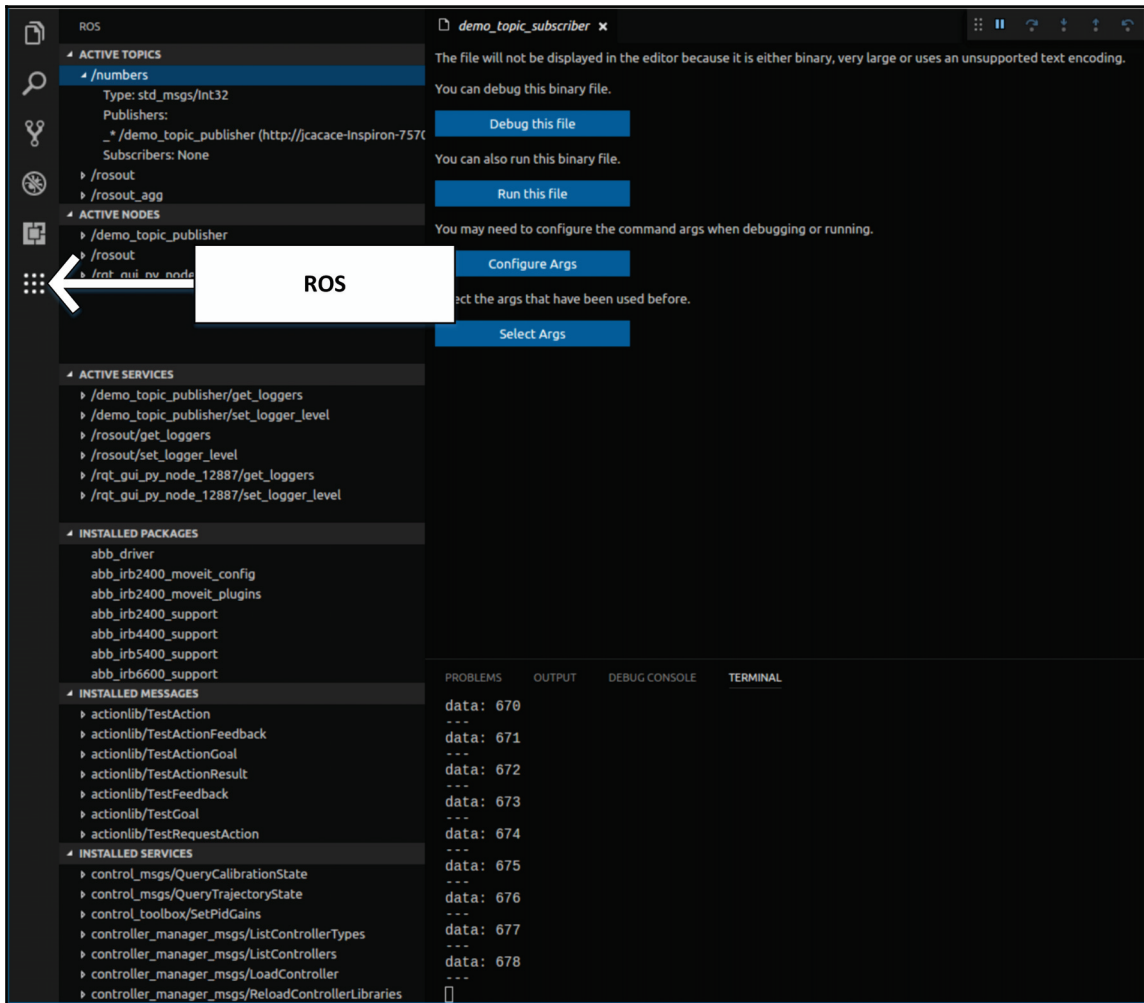 ROS
ACTIVE TOPICS
/numbers
Type: std_msgs/Int32
Publishers:
_* /demo_topic_publisher (http://jcacace-Inspiron-7570
Subscribers: None
/rosout
/rosout_agg
ACTIVE NODES
/demo_topic_publisher
/rosout
/rqt_gui_py_node
ROS
ACTIVE SERVICES
/demo_topic_publisher/get_loggers
/demo_topic_publisher/set_logger_level
/rosout/get_loggers
/rosout/set_logger_level
/rqt_gui_py_node_12887/get_loggers
/rqt_gui_py_node_12887/set_logger_level
INSTALLED PACKAGES
abb_driver
abb_irb2400_moveit_config
abb_irb2400_moveit_plugins
abb_irb2400_support
abb_irb4400_support
abb_irb5400_support
abb_irb6600_support
INSTALLED MESSAGES
actionlib/TestAction
actionlib/TestActionFeedback
actionlib/TestActionGoal
actionlib/TestActionResult
actionlib/TestFeedback
actionlib/TestGoal
actionlib/TestRequestAction
INSTALLED SERVICES
control_msgs/QueryCalibrationState
control_msgs/QueryTrajectoryState
control_toolbox/SetPidGains
controller_manager_msgs/ListControllerTypes
controller_manager_msgs/ListControllers
controller_manager_msgs/LoadController
controller_manager_msgs/ReloadControllerLibraries
demo_topic_subscriber
The file will not be displayed in the editor because it is either binary, very large or uses an unsupported text encoding.
You can debug this binary file.
Debug this file
You can also run this binary file.
Run this file
You may need to configure the command args when debugging or running.
Configure Args
ect the args that have been used before.
Select Args
PROBLEMS OUTPUT DEBUG CONSOLE TERMINAL
data: 670
---
data: 671
---
data: 672
---
data: 673
---
data: 674
---
data: 675
---
data: 676
---
data: 677
---
data: 678
---